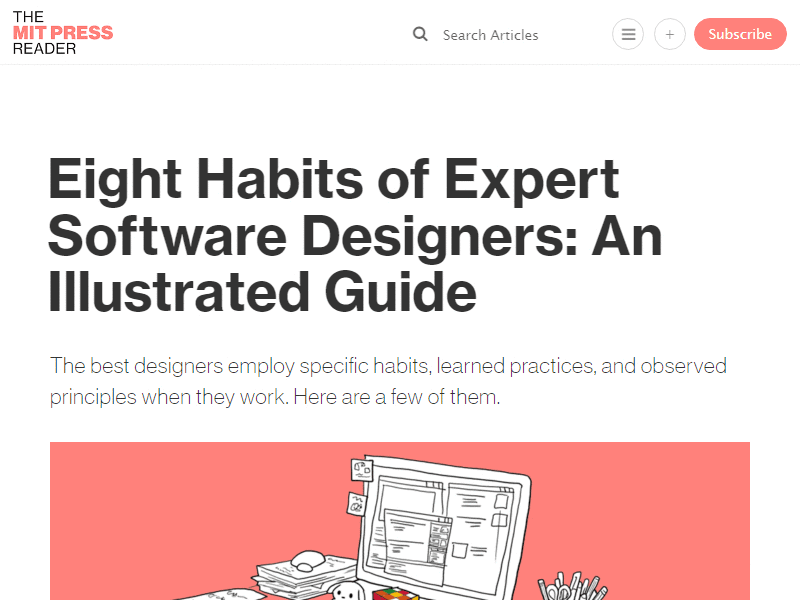 THE
MIT PRESS
READER
Search Articles
+
Subscribe
Eight Habits of Expert
Software Designers: An
Illustrated Guide
The best designers employ specific habits, learned practices, and observed
principles when they work. Here are a few of them.